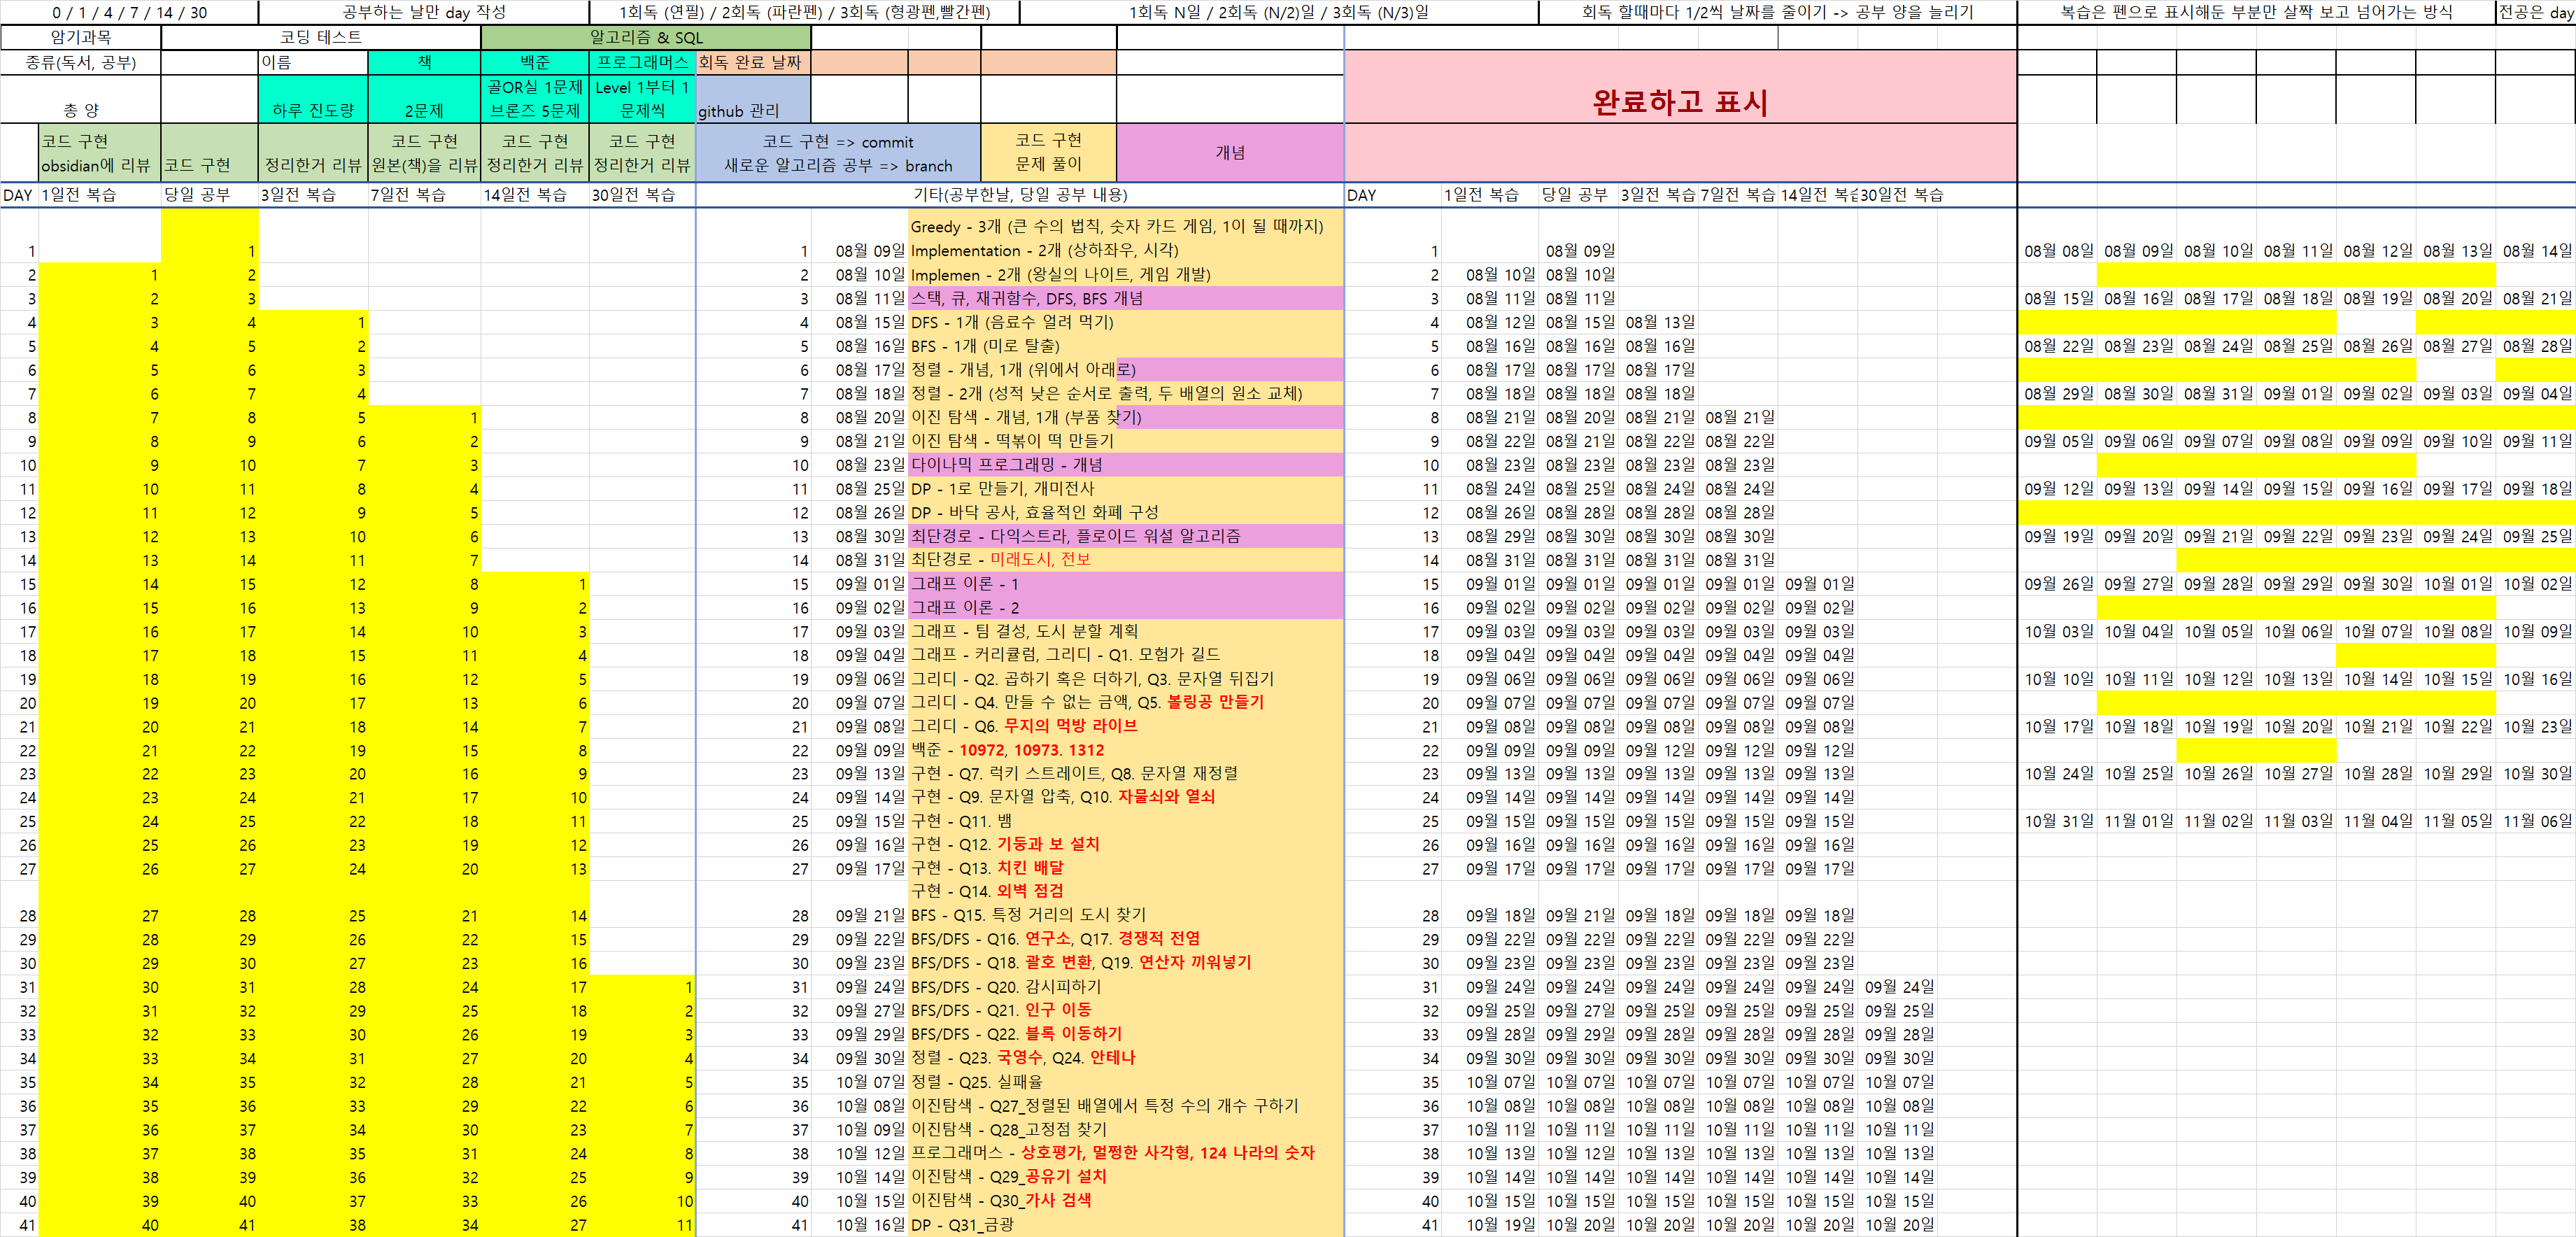 0 / 1 / 4 / 7 / 14 / 30 공부하는 날만 day 작성 1회독 (연필) / 2회독 (파란펜) / 3회독 (형광펜,빨간펜) 1회독 N일 / 2회독 (N/2)일 / 3회독 (N/3)일 회독 할때마다 1/2씩 날짜를 줄이기 -> 공부 양을 늘리기 복습은 펜으로 표시해둔 부분만 살짝 보고 넘어가는 방식 전공은 day
암기과목 코딩 테스트 알고리즘 & SQL
종류(독서, 공부) 이름 책 백준 프로그래머스 회독 완료 날짜
총 양 하루 진도량 2문제 골OR실 1문제 브론즈 5문제 Level 1부터 1문제씩 github 관리
완료하고 표시
코드 구현 obsidian에 리뷰 코드 구현 정리한거 리뷰 코드 구현 원본(책)을 리뷰 코드 구현 정리한거 리뷰 코드 구현 정리한거 리뷰 코드 구현 => commit 새로운 알고리즘 공부 => branch 코드 구현 문제 풀이 개념
DAY 1일전 복습 당일 공부 3일전 복습 7일전 복습 14일전 복습 30일전 복습 기타(공부한날, 당일 공부 내용) DAY 1일전 복습 당일 공부 3일전 복습 7일전 복습 14일전 복습 30일전 복습
Greedy - 3개 (큰 수의 법칙, 숫자 카드 게임, 1이 될 때까지)
1 1 1 08월 09일 Implementation - 2개 (상하좌우, 시각) 1 08월 09일 08월 08일 08월 09일 08월 10일 08월 11일 08월 12일 08월 13일 08월 14일
2 1 2 2 08월 10일 Implemen - 2개 (왕실의 나이트, 게임 개발) 2 08월 10일 08월 10일
3 2 3 3 08월 11일 스택, 큐, 재귀함수, DFS, BFS 개념 3 08월 11일 08월 11일 08월 15일 08월 16일 08월 17일 08월 18일 08월 19일 08월 20일 08월 21일
4 3 4 1 4 08월 15일 DFS - 1개 (음료수 얼려 먹기) 4 08월 12일 08월 15일 08월 13일
5 4 5 2 5 08월 16일 BFS - 1개 (미로 탈출) 5 08월 16일 08월 16일 08월 16일 08월 22일 08월 23일 08월 24일 08월 25일 08월 26일 08월 27일 08월 28일
6 5 6 3 6 08월 17일 정렬 - 개념, 1개 (위에서 아래로) 6 08월 17일 08월 17일 08월 17일
7 6 7 4 7 08월 18일 정렬 - 2개 (성적 낮은 순서로 출력, 두 배열의 원소 교체) 7 08월 18일 08월 18일 08월 18일 08월 29일 08월 30일 08월 31일 09월 01일 09월 02일 09월 03일 09월 04일
8 7 8 5 1 8 08월 20일 이진 탐색 - 개념, 1개 (부품 찾기) 8 08월 21일 08월 20일 08월 21일 08월 21일
9 8 9 6 2 9 08월 21일 이진 탐색 - 떡볶이 떡 만들기 9 08월 22일 08월 21일 08월 22일 08월 22일 09월 05일 09월 06일 09월 07일 09월 08일 09월 09일 09월 10일 09월 11일
10 9 10 7 3 10 08월 23일 다이나믹 프로그래밍 - 개념 10 08월 23일 08월 23일 08월 23일 08월 23일
11 10 11 8 4 11 08월 25일 DP - 1로 만들기, 개미전사 11 08월 24일 08월 25일 08월 24일 08월 24일 09월 12일 09월 13일 09월 14일 09월 15일 09월 16일 09월 17일 09월 18일
12 11 12 9 5 12 08월 26일 DP - 바닥 공사, 효율적인 화폐 구성 12 08월 26일 08월 28일 08월 28일 08월 28일
13 12 13 10 6 13 08월 30일 최단경로 - 다익스트라, 플로이드 워셜 알고리즘 13 08월 29일 08월 30일 08월 30일 08월 30일 09월 19일 09월 20일 09월 21일 09월 22일 09월 23일 09월 24일 09월 25일
14 13 14 11 7 14 08월 31일 최단경로 - 미래도시, 전보 14 08월 31일 08월 31일 08월 31일 08월 31일
15 14 15 12 8 1 15 09월 01일 그래프 이론 - 1 15 09월 01일 09월 01일 09월 01일 09월 01일 09월 01일 09월 26일 09월 27일 09월 28일 09월 29일 09월 30일 10월 01일 10월 02일
16 15 16 13 9 2 16 09월 02일 그래프 이론 - 2 16 09월 02일 09월 02일 09월 02일 09월 02일 09월 02일
17 16 17 14 10 3 17 09월 03일 그래프 - 팀 결성, 도시 분할 계획 17 09월 03일 09월 03일 09월 03일 09월 03일 09월 03일 10월 03일 10월 04일 10월 05일 10월 06일 10월 07일 10월 08일 10월 09일
18 17 18 15 11 4 18 09월 04일 그래프 - 커리큘럼, 그리디 - Q1. 모험가 길드 18 09월 04일 09월 04일 09월 04일 09월 04일 09월 04일
19 18 19 16 12 5 19 09월 06일 그리디 - Q2. 곱하기 혹은 더하기, Q3. 문자열 뒤집기 19 09월 06일 09월 06일 09월 06일 09월 06일 09월 06일 10월 10일 10월 11일 10월 12일 10월 13일 10월 14일 10월 15일 10월 16일
20 19 20 17 13 6 20 09월 07일 그리디 - Q4. 만들 수 없는 금액, Q5. 볼링공 만들기 20 09월 07일 09월 07일 09월 07일 09월 07일 09월 07일
21 20 21 18 14 7 21 09월 08일 그리디 - Q6. 무지의 먹방 라이브 21 09월 08일 09월 08일 09월 08일 09월 08일 09월 08일 10월 17일 10월 18일 10월 19일 10월 20일 10월 21일 10월 22일 10월 23일
22 21 22 19 15 8 22 09월 09일 백준 - 10972, 10973. 1312 22 09월 09일 09월 09일 09월 12일 09월 12일 09월 12일
23 22 23 20 16 9 23 09월 13일 구현 - Q7. 럭키 스트레이트, Q8. 문자열 재정렬 23 09월 13일 09월 13일 09월 13일 09월 13일 09월 13일 10월 24일 10월 25일 10월 26일 10월 27일 10월 28일 10월 29일 10월 30일
24 23 24 21 17 10 24 09월 14일 구현 - Q9. 문자열 압축, Q10. 자물쇠와 열쇠 24 09월 14일 09월 14일 09월 14일 09월 14일 09월 14일
25 24 25 22 18 11 25 09월 15일 구현 - Q11. 뱀 25 09월 15일 09월 15일 09월 15일 09월 15일 09월 15일 10월 31일 11월 01일 11월 02일 11월 03일 11월 04일 11월 05일 11월 06일
26 25 26 23 19 12 26 09월 16일 구현 - Q12. 기둥과 보 설치 26 09월 16일 09월 16일 09월 16일 09월 16일 09월 16일
27 26 27 24 20 13 27 09월 17일 구현 - Q13. 치킨 배달 27 09월 17일 09월 17일 09월 17일 09월 17일 09월 17일
구현 - Q14. 외벽 점검
28 27 28 25 21 14 28 09월 21일 BFS - Q15. 특정 거리의 도시 찾기 28 09월 18일 09월 21일 09월 18일 09월 18일 09월 18일
29 28 29 26 22 15 29 09월 22일 BFS/DFS - Q16. 연구소, Q17. 경쟁적 전염 29 09월 22일 09월 22일 09월 22일 09월 22일 09월 22일
30 29 30 27 23 16 30 09월 23일 BFS/DFS - Q18. 괄호 변환, Q19. 연산자 끼워넣기 30 09월 23일 09월 23일 09월 23일 09월 23일 09월 23일
31 30 31 28 24 17 1 31 09월 24일 BFS/DFS - Q20. 감시피하기 31 09월 24일 09월 24일 09월 24일 09월 24일 09월 24일 09월 24일
32 31 32 29 25 18 2 32 09월 27일 BFS/DFS - Q21. 인구 이동 32 09월 25일 09월 27일 09월 25일 09월 25일 09월 25일 09월 25일
33 32 33 30 26 19 3 33 09월 29일 BFS/DFS - Q22. 블록 이동하기 33 09월 28일 09월 29일 09월 28일 09월 28일 09월 28일 09월 28일
34 33 34 31 27 20 4 34 09월 30일 정렬 - Q23. 국영수, Q24. 안테나 34 09월 30일 09월 30일 09월 30일 09월 30일 09월 30일 09월 30일
35 34 35 32 28 21 5 35 10월 07일 정렬 - Q25. 실패율 35 10월 07일 10월 07일 10월 07일 10월 07일 10월 07일 10월 07일
36 35 36 33 29 22 6 36 10월 08일 이진탐색 - Q27_정렬된 배열에서 특정 수의 개수 구하기 36 10월 08일 10월 08일 10월 08일 10월 08일 10월 08일 10월 08일
37 36 37 34 30 23 7 37 10월 09일 이진탐색 - Q28_고정점 찾기 37 10월 11일 10월 11일 10월 11일 10월 11일 10월 11일 10월 11일
38 37 38 35 31 24 8 38 10월 12일 프로그래머스 - 상호평가, 멀쩡한 사각형, 124 나라의 숫자 38 10월 13일 10월 13일 10월 13일 10월 13일 10월 13일 10월 13일
39 38 39 36 32 25 9 39 10월 14일 이진탐색 - Q29_공유기 설치 39 10월 14일 10월 14일 10월 14일 10월 14일 10월 14일 10월 14일
40 39 40 37 33 26 10 40 10월 15일 이진탐색 - Q30_가사 검색 40 10월 15일 10월 15일 10월 15일 10월 15일 10월 15일 10월 15일
41 40 41 38 34 27 11 41 10월 16일 DP - Q31_금광 41 10월 19일 10월 20일 10월 20일 10월 20일 10월 20일 10월 20일